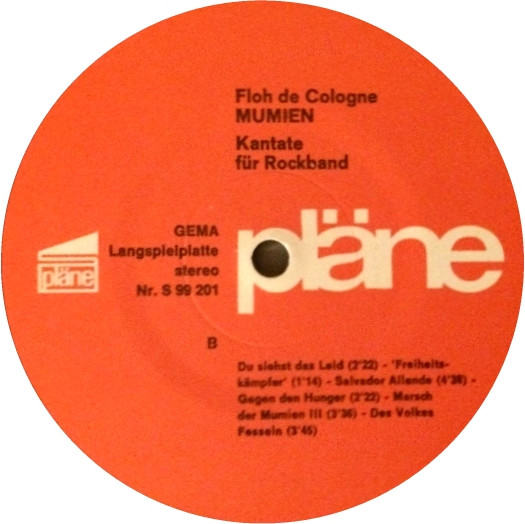 Floh de Cologne
MUMIEN
Kantate
für Rockband
GEMA
Langspielplatte
stereo
Nr. S 99 201
pläne
pläne
B
Du siehst das Leid (2'22) - 'Freiheits-
kämpfer' (1'14) - Salvador Allende (4'38) -
Gegen den Hunger (2'22) - Marsch
der Mumien III (3'36) - Des Volkes
Fesseln (3'45)